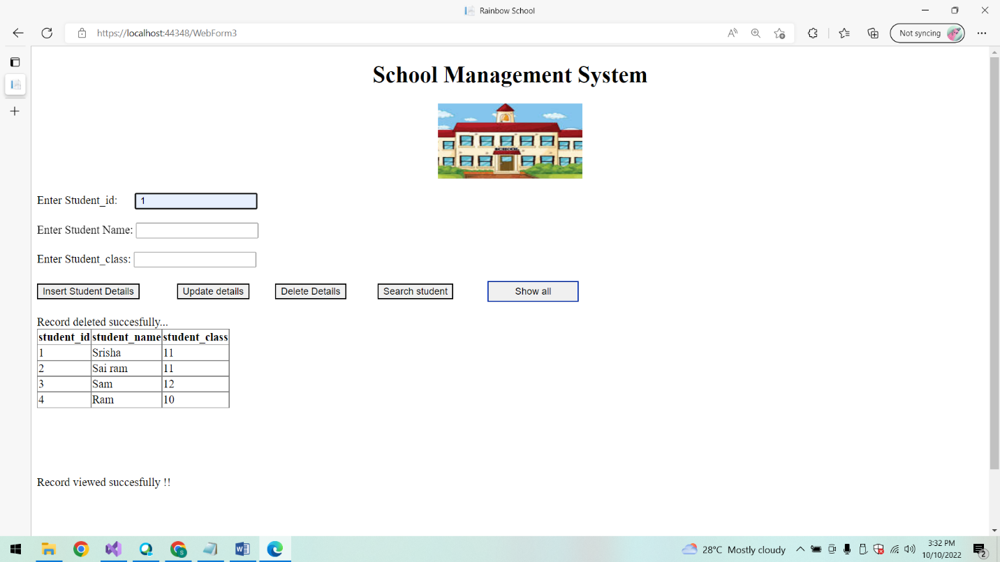 Rainbow School
https://localhost:44348/WebForm3
Not syncing
School Management System
SCHOOL
Enter Student_id: 1
Enter Student Name:
Enter Student_class:
Insert Student Details Update details Delete Details Search student Show all
Record deleted succesfully...
student_id student_name student_class
1 Srisha 11
2 Sai ram 11
3 Sam 12
4 Ram 10
Record viewed succesfully !!
28°C Mostly cloudy
3:32 PM
10/10/2022
2